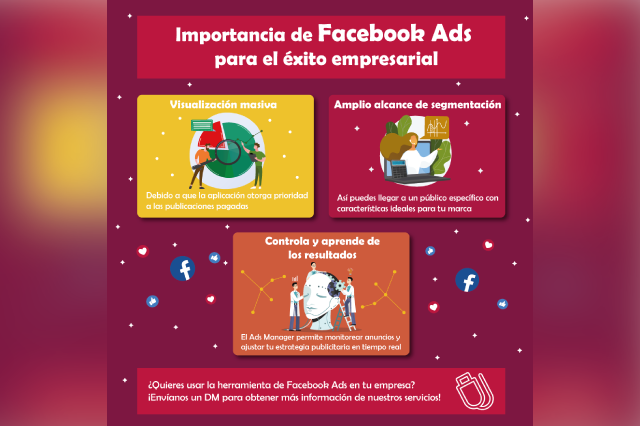 Importancia de Facebook Ads
para el éxito empresarial
Visualización masiva
Debido a que la aplicación otorga prioridad
a las publicaciones pagadas
Amplio alcance de segmentación
Así puedes llegar a un público específico con
características ideales para tu marca
Controla y aprende de
los resultados
El Ads Manager permite monitorear anuncios y
ajustar tu estrategia publicitaria en tiempo real
¿Quieres usar la herramienta de Facebook Ads en tu empresa?
¡Envíanos un DM para obtener más información de nuestros servicios!